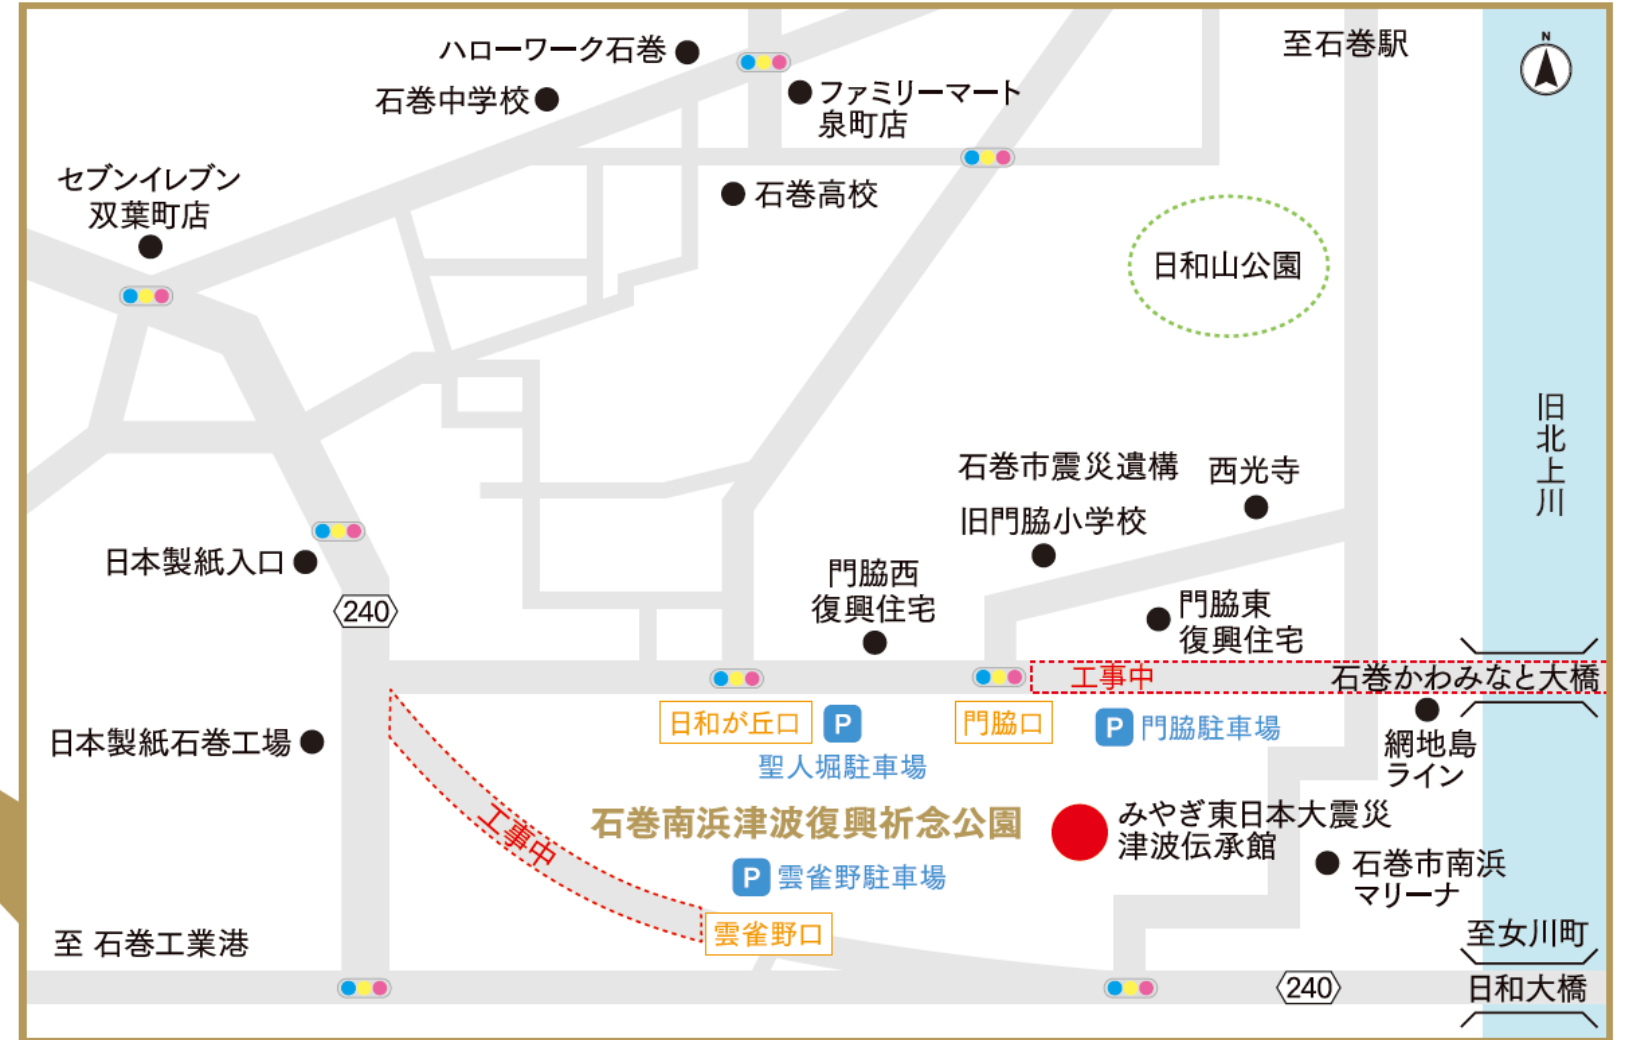 ハローワーク石巻
至石巻駅
N
石巻中学校
ファミリーマート
泉町店
セブンイレブン
双葉町店
石巻高校
日和山公園
旧北上川
石巻市震災遺構
旧門脇小学校
西光寺
日本製紙入口
門脇西
復興住宅
240
門脇東
復興住宅
工事中
石巻かわみなと大橋
日和が丘口
P
聖人堀駐車場
門脇口
P 門脇駐車場
網地島
ライン
日本製紙石巻工場
工事中
石巻南浜津波復興祈念公園
みやぎ東日本大震災
津波伝承館
P 雲雀野駐車場
石巻市南浜
マリーナ
雲雀野口
至 石巻工業港
至女川町
240
日和大橋